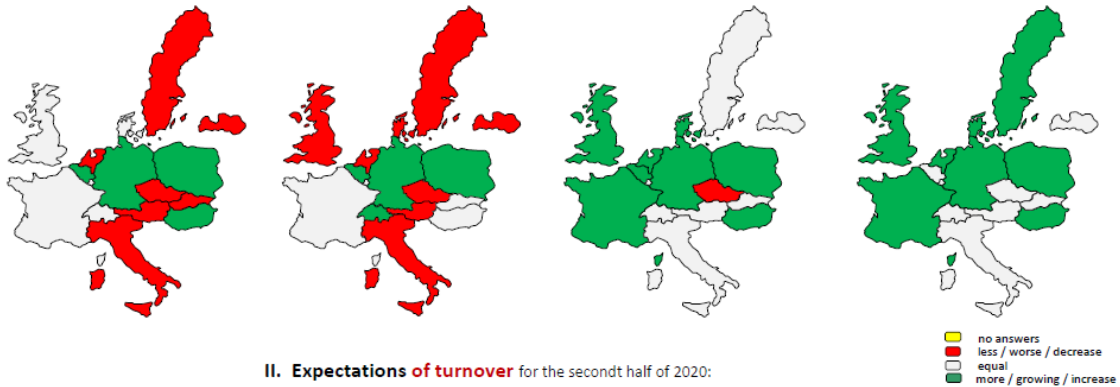 no answers
less / worse / decrease
equal
more / growing / increase
II. Expectations of turnover for the secondt half of 2020: